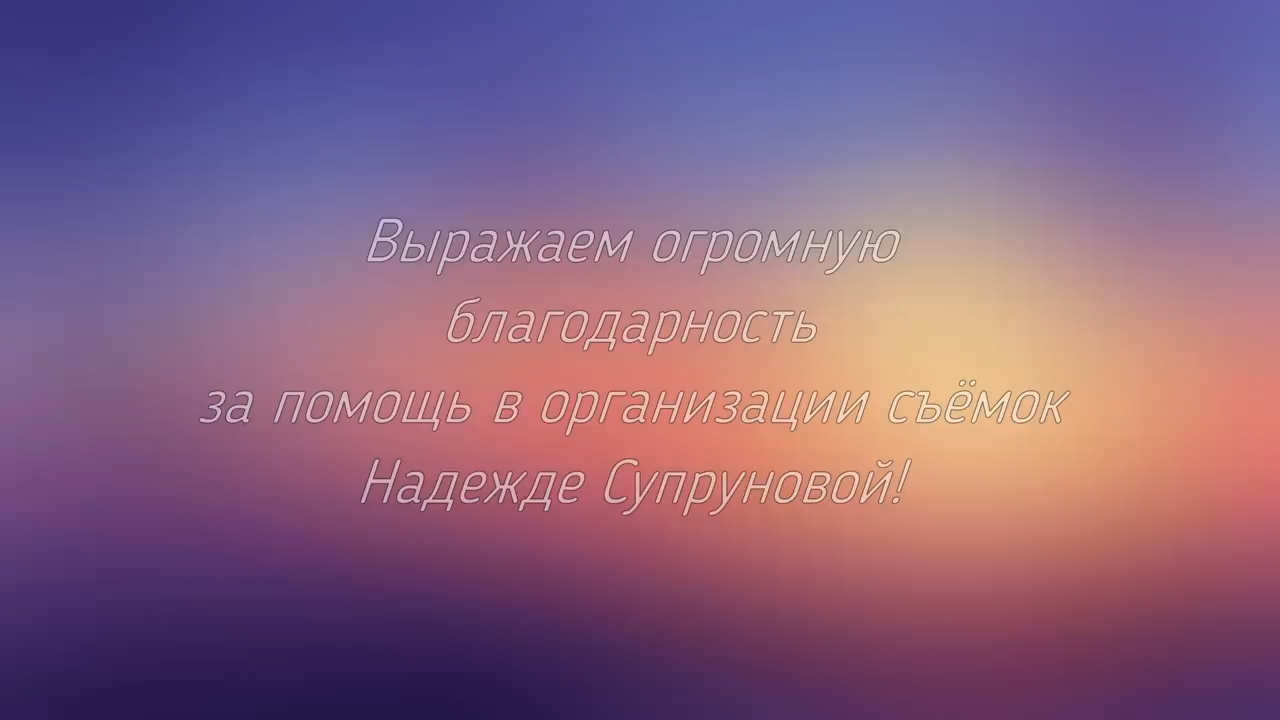 Выражаем огромную
благодарность
за помощь в организации съёмок
Надежде Супруновой!